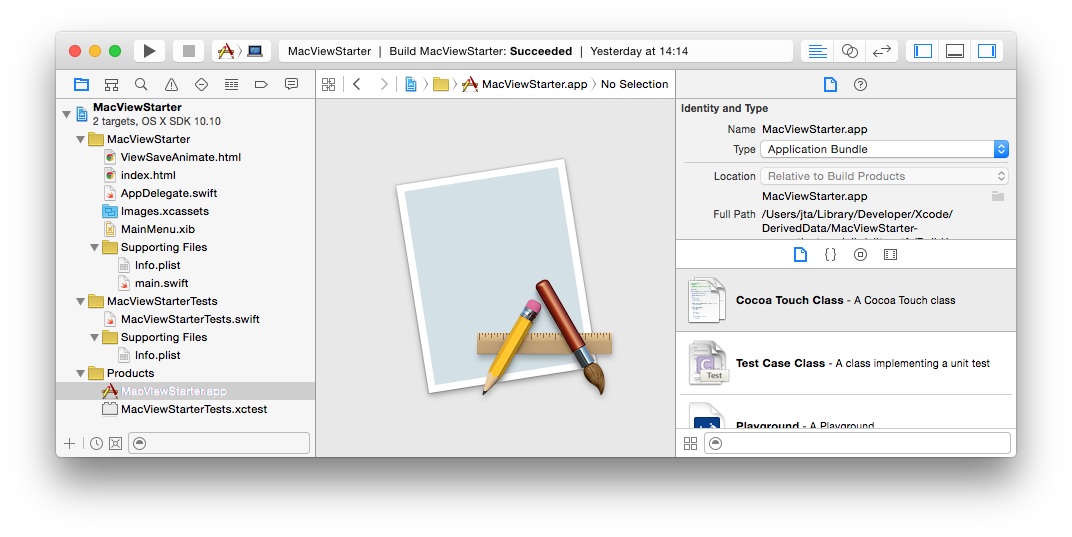 MacViewStarter | Build MacViewStarter: Succeeded | Yesterday at 14:14
MacViewStarter.app
No Selection
MacViewStarter
2 targets, OS X SDK 10.10
MacViewStarter
ViewSaveAnimate.html
index.html
AppDelegate.swift
Images.xcassets
MainMenu.xib
Supporting Files
Info.plist
main.swift
MacViewStarterTests
MacViewStarterTests.swift
Supporting Files
Info.plist
Products
MacViewStarter.app
MacViewStarterTests.xctest
Identity and Type
Name MacViewStarter.app
Type Application Bundle
Location Relative to Build Products
MacViewStarter.app
Full Path /Users/jta/Library/Developer/Xcode/
DerivedData/MacViewStarter-
{ }
Cocoa Touch Class - A Cocoa Touch class
Test Case Class - A class implementing a unit test
C
Test
Playground - A Playground